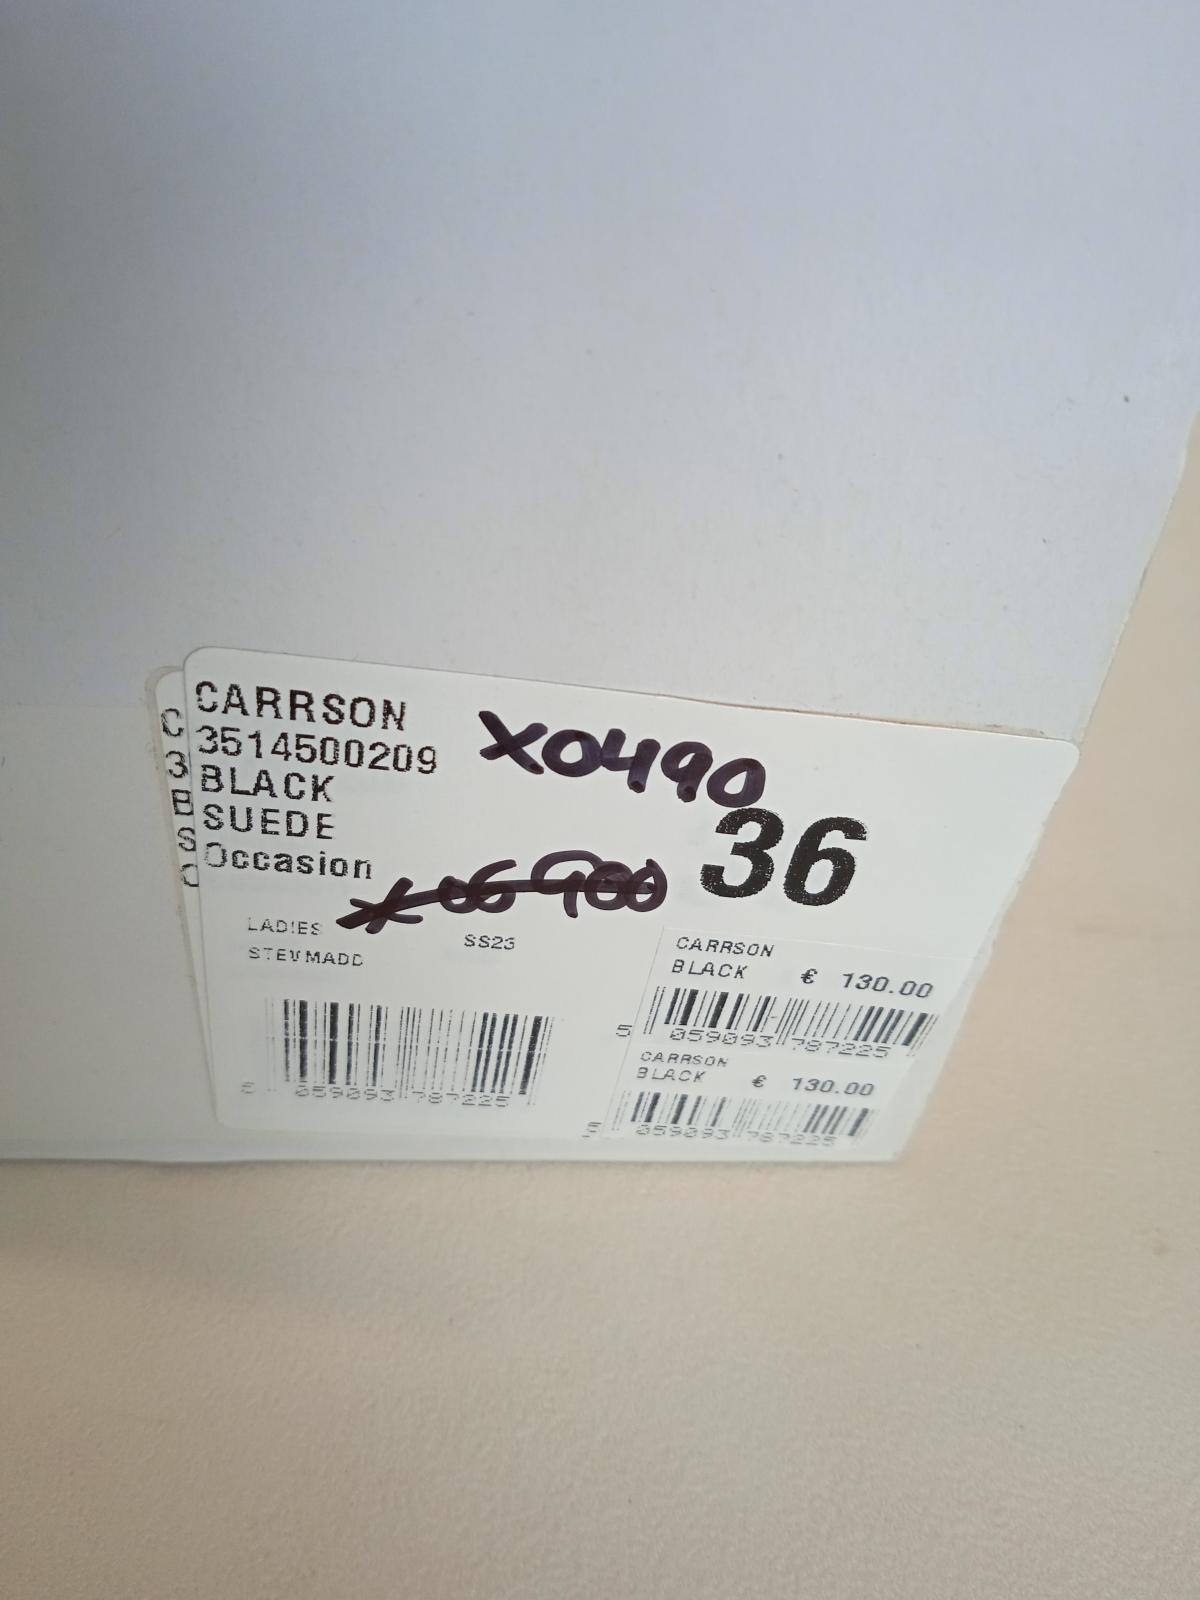 CARRSON
3514500209
BLACK
SUEDE
Occasion
X0490
36
LADIES
SS23
STEVMADD
5 059093 787225
CARRSON
BLACK € 130.00
5 059093 787225
CARRSON
BLACK € 130.00
5 059093 787225
C
3
B
S
O